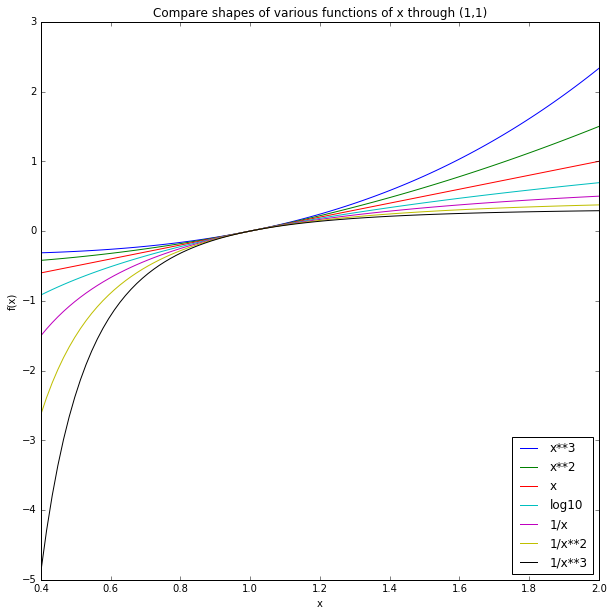 Compare shapes of various functions of x through (1,1)
3
2
1
0
−1
−2
−3
−4
−5
f(x)
x**3
x**2
x
log10
1/x
1/x**2
1/x**3
0.4 0.6 0.8 1.0 1.2 1.4 1.6 1.8 2.0
x